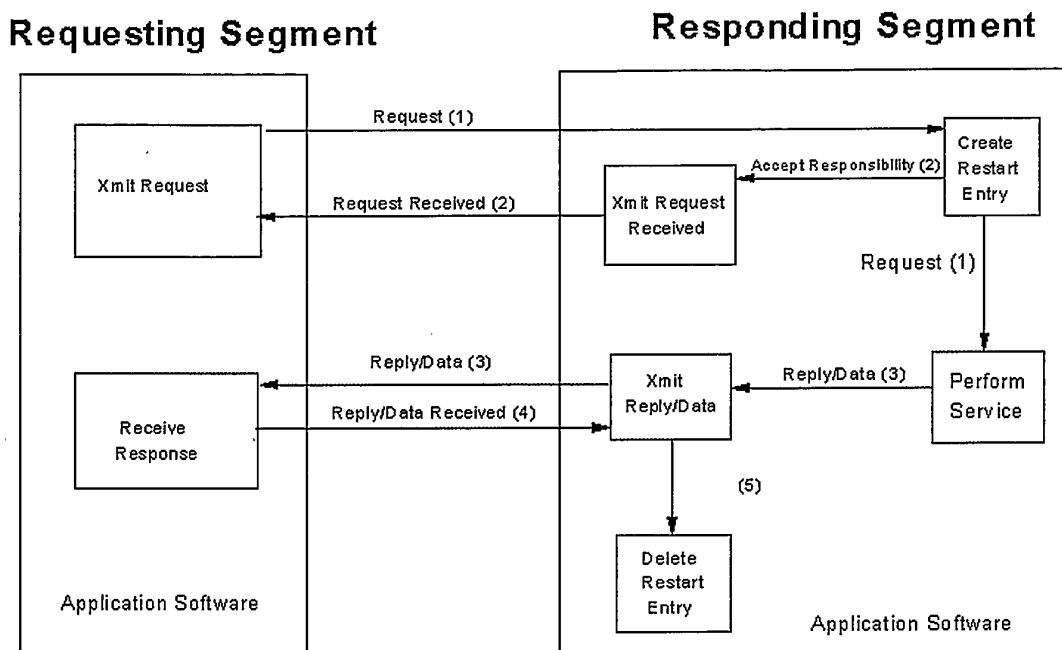 Requesting Segment
Responding Segment
Request (1)
Xmit Request
Create
Restart
Entry
Accept Responsibility (2)
Request Received (2)
Xmit Request
Received
Request (1)
Reply/Data (3)
Xmit
Reply/Data
Reply/Data (3)
Perform
Service
Reply/Data Received (4)
Receive
Response
(5)
Delete
Restart
Entry
Application Software
Application Software